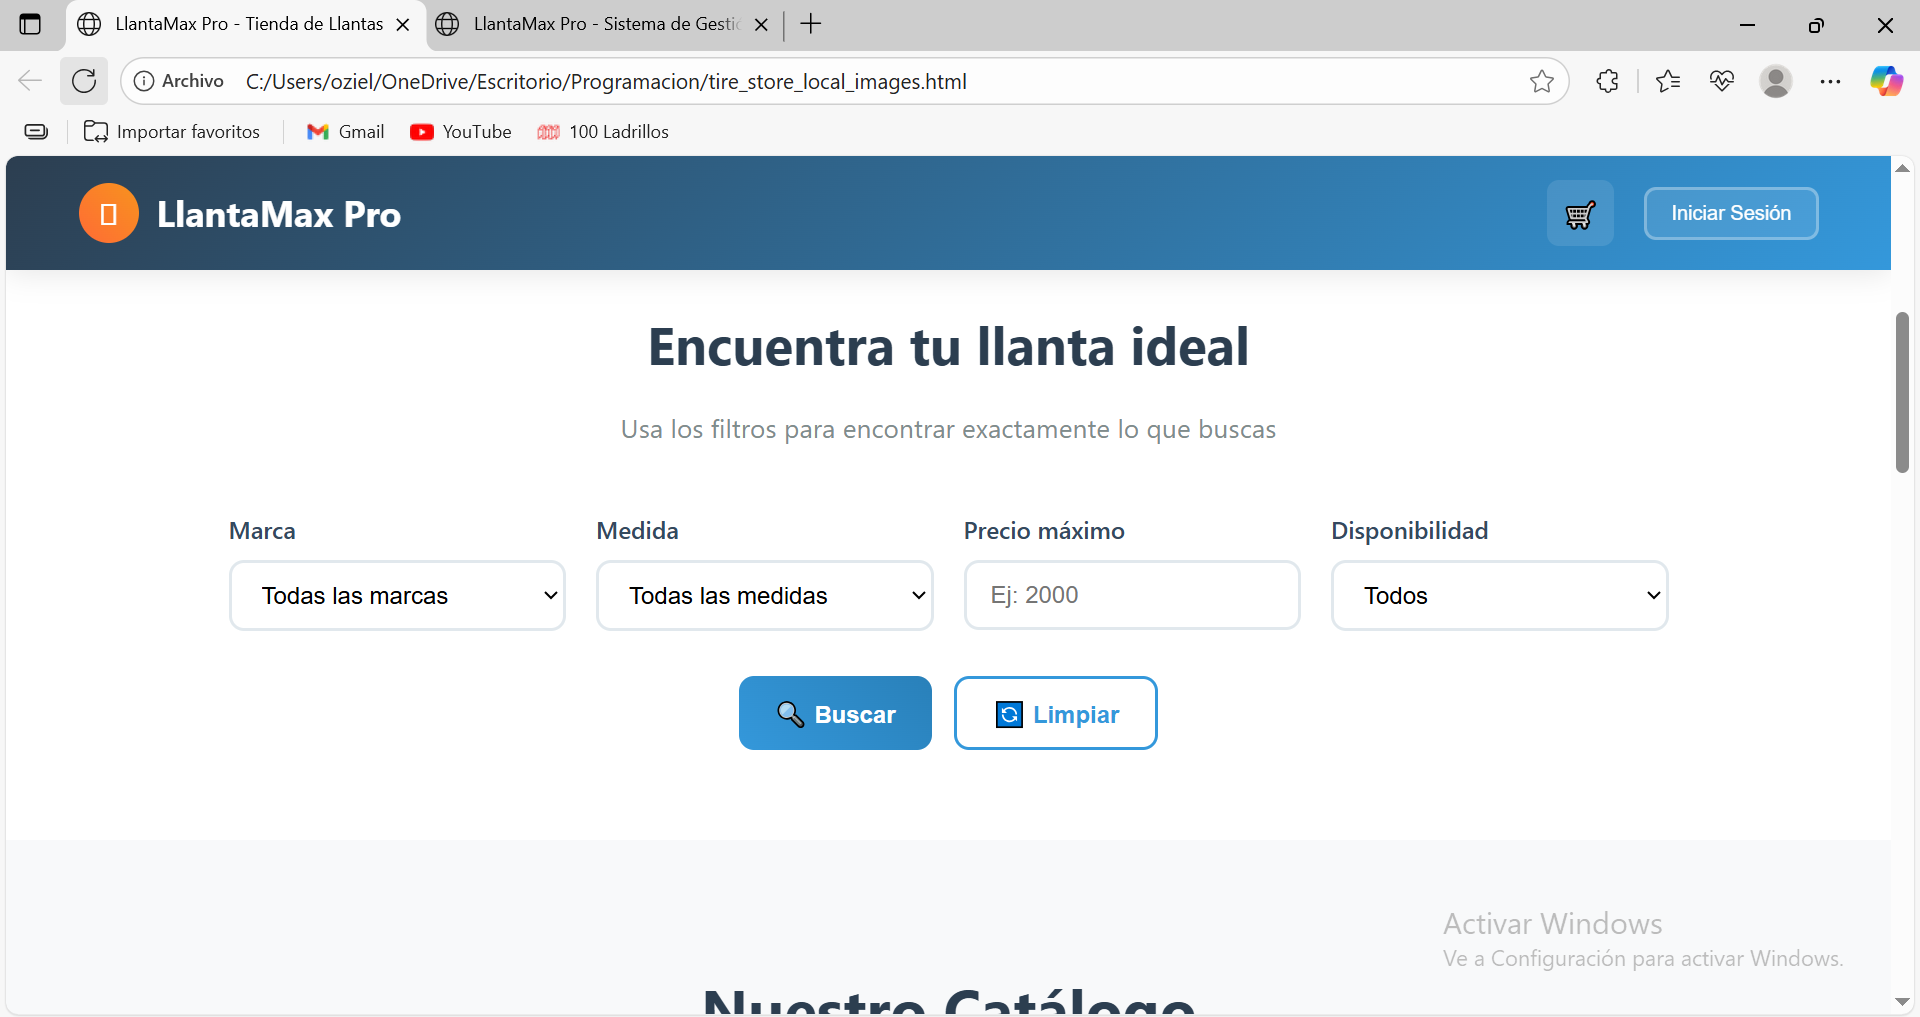 LlantaMax Pro - Tienda de Llantas
LlantaMax Pro - Sistema de Gestió
Archivo
C:/Users/oziel/OneDrive/Escritorio/Programacion/tire_store_local_images.html
Importar favoritos
Gmail
YouTube
100 Ladrillos
LlantaMax Pro
Iniciar Sesión
Encuentra tu llanta ideal
Usa los filtros para encontrar exactamente lo que buscas
Marca
Medida
Precio máximo
Disponibilidad
Todas las marcas
Todas las medidas
Ej: 2000
Todos
Buscar
Limpiar
Activar Windows
Ve a Configuración para activar Windows.
Nuestro Catálogo